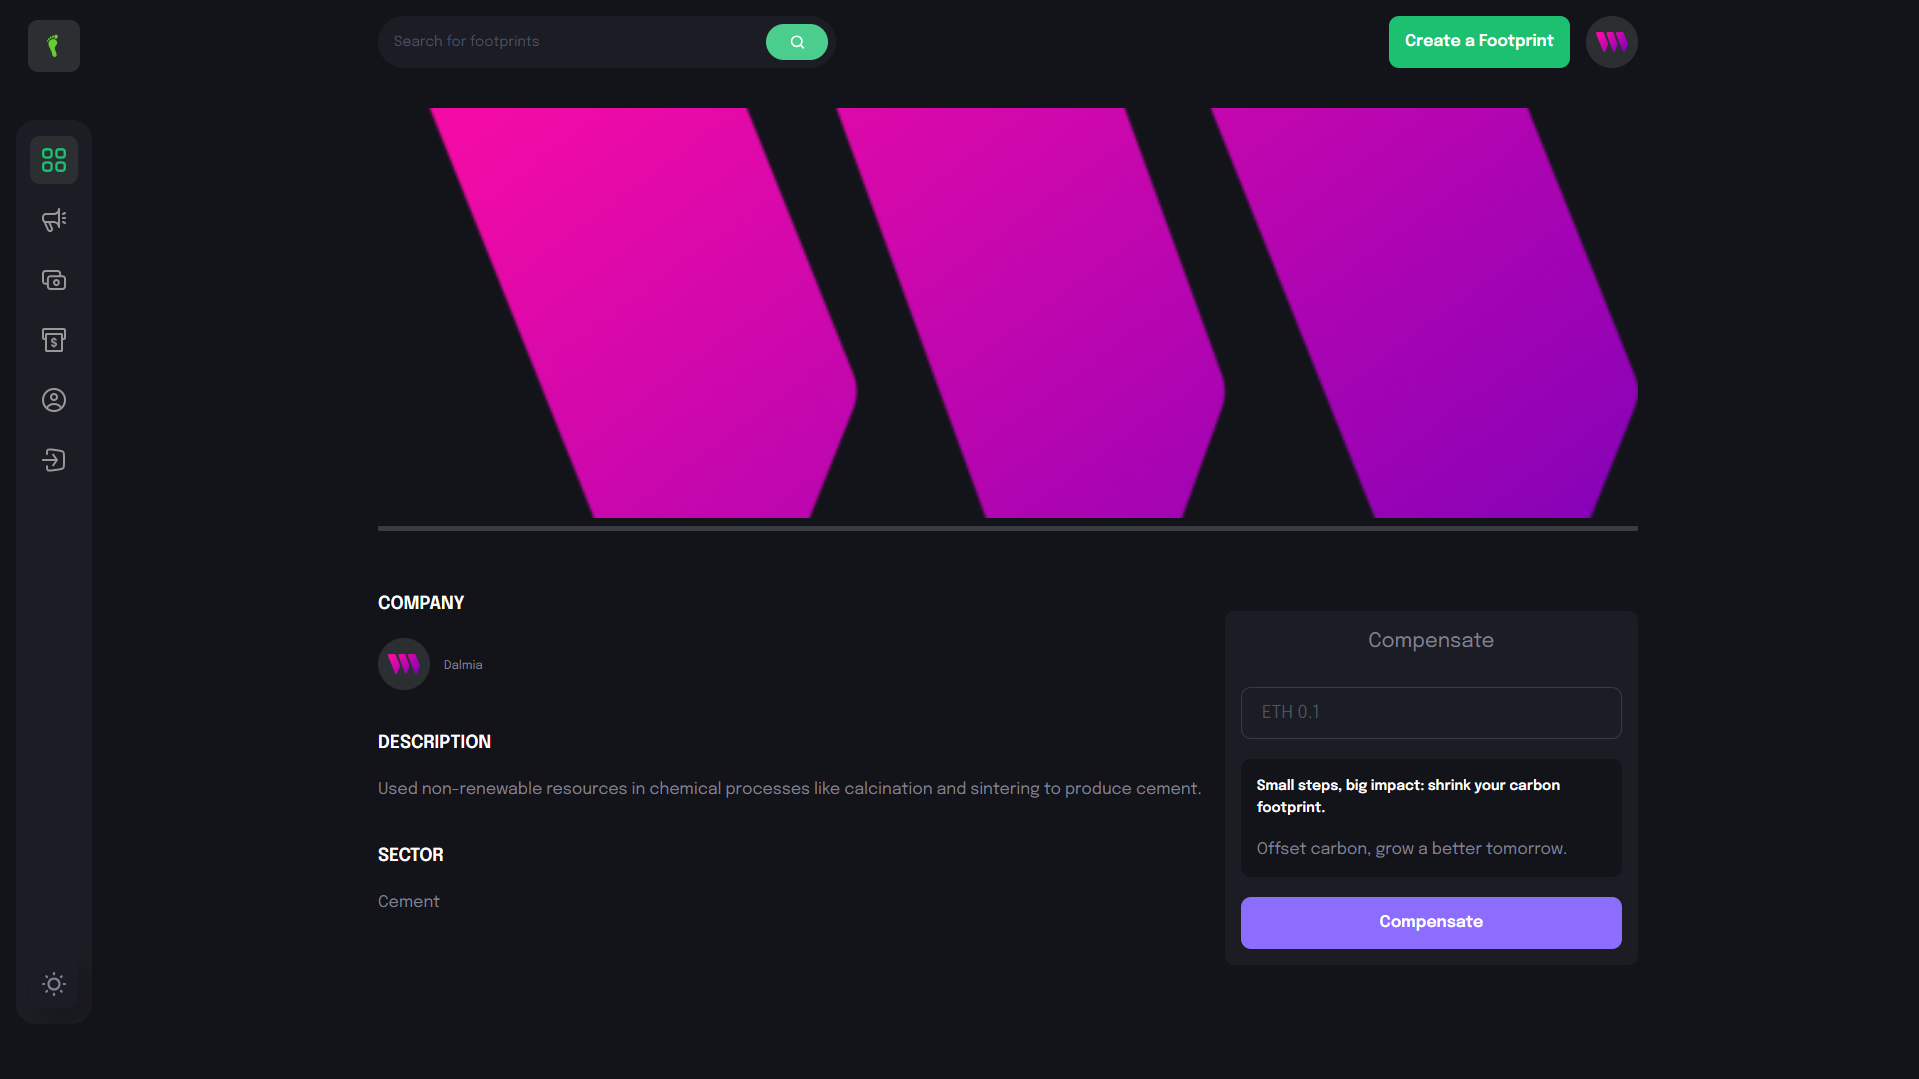 Search for footprints
Create a Footprint
COMPANY
Dalmia
DESCRIPTION
Used non-renewable resources in chemical processes like calcination and sintering to produce cement.
SECTOR
Cement
Compensate
ETH 0.1
Small steps, big impact: shrink your carbon
footprint.
Offset carbon, grow a better tomorrow.
Compensate